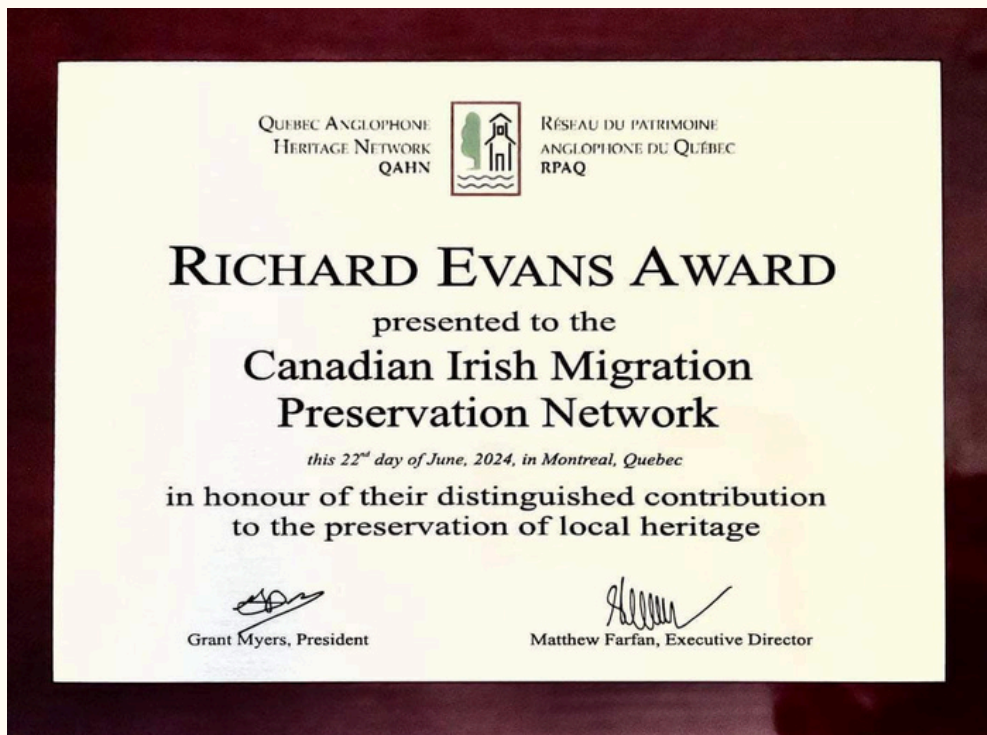 QUEBEC ANGLOPHONE
HERITAGE NETWORK
QAHN
RÉSEAU DU PATRIMOINE
ANGLOPHONE DU QUÉBEC
RPAQ
RICHARD EVANS AWARD
presented to the
Canadian Irish Migration
Preservation Network
this 22nd day of June, 2024, in Montreal, Quebec
in honour of their distinguished contribution
to the preservation of local heritage
Grant Myers, President
Matthew Farfan, Executive Director